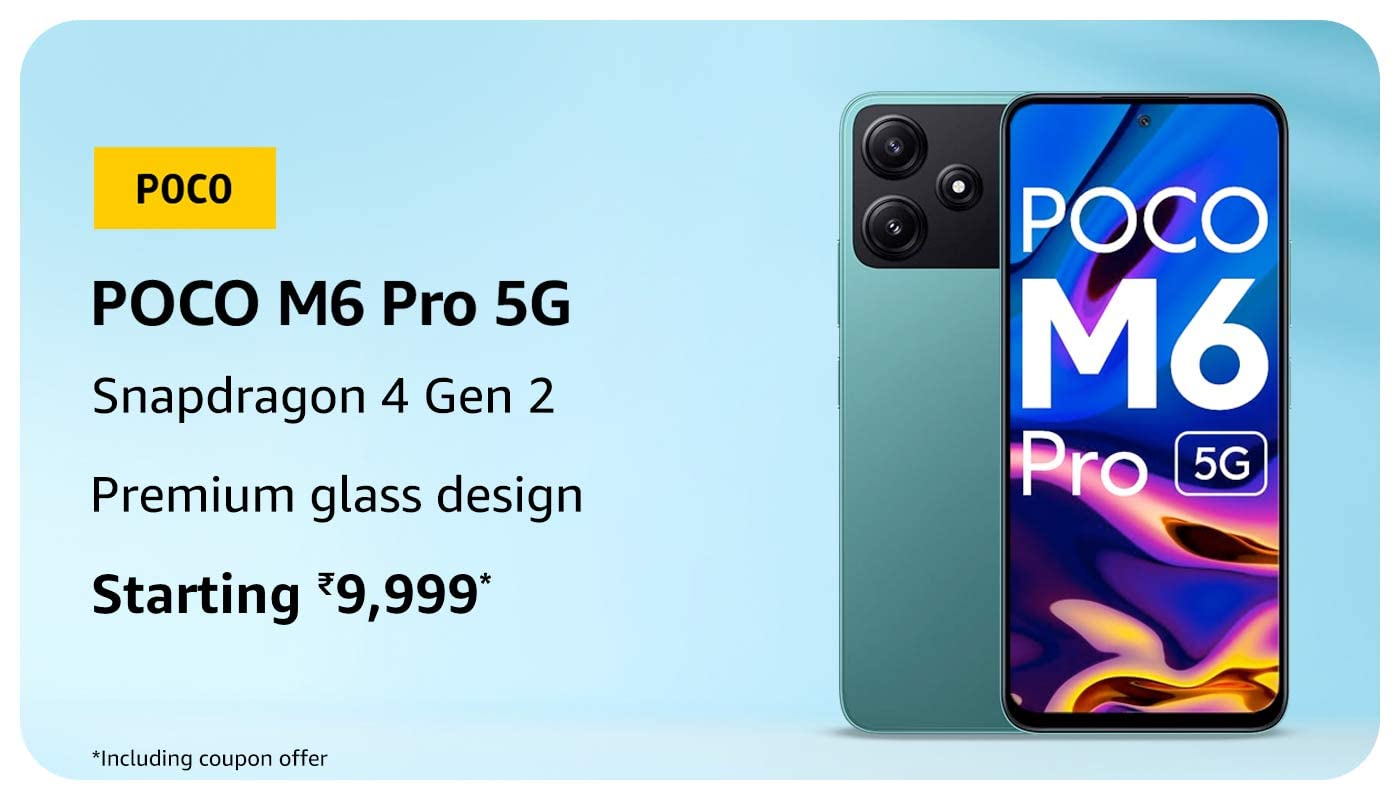 POCO
POCO M6 Pro 5G
Snapdragon 4 Gen 2
Premium glass design
Starting ₹9,999*
*Including coupon offer
POCO
M6
Pro 5G